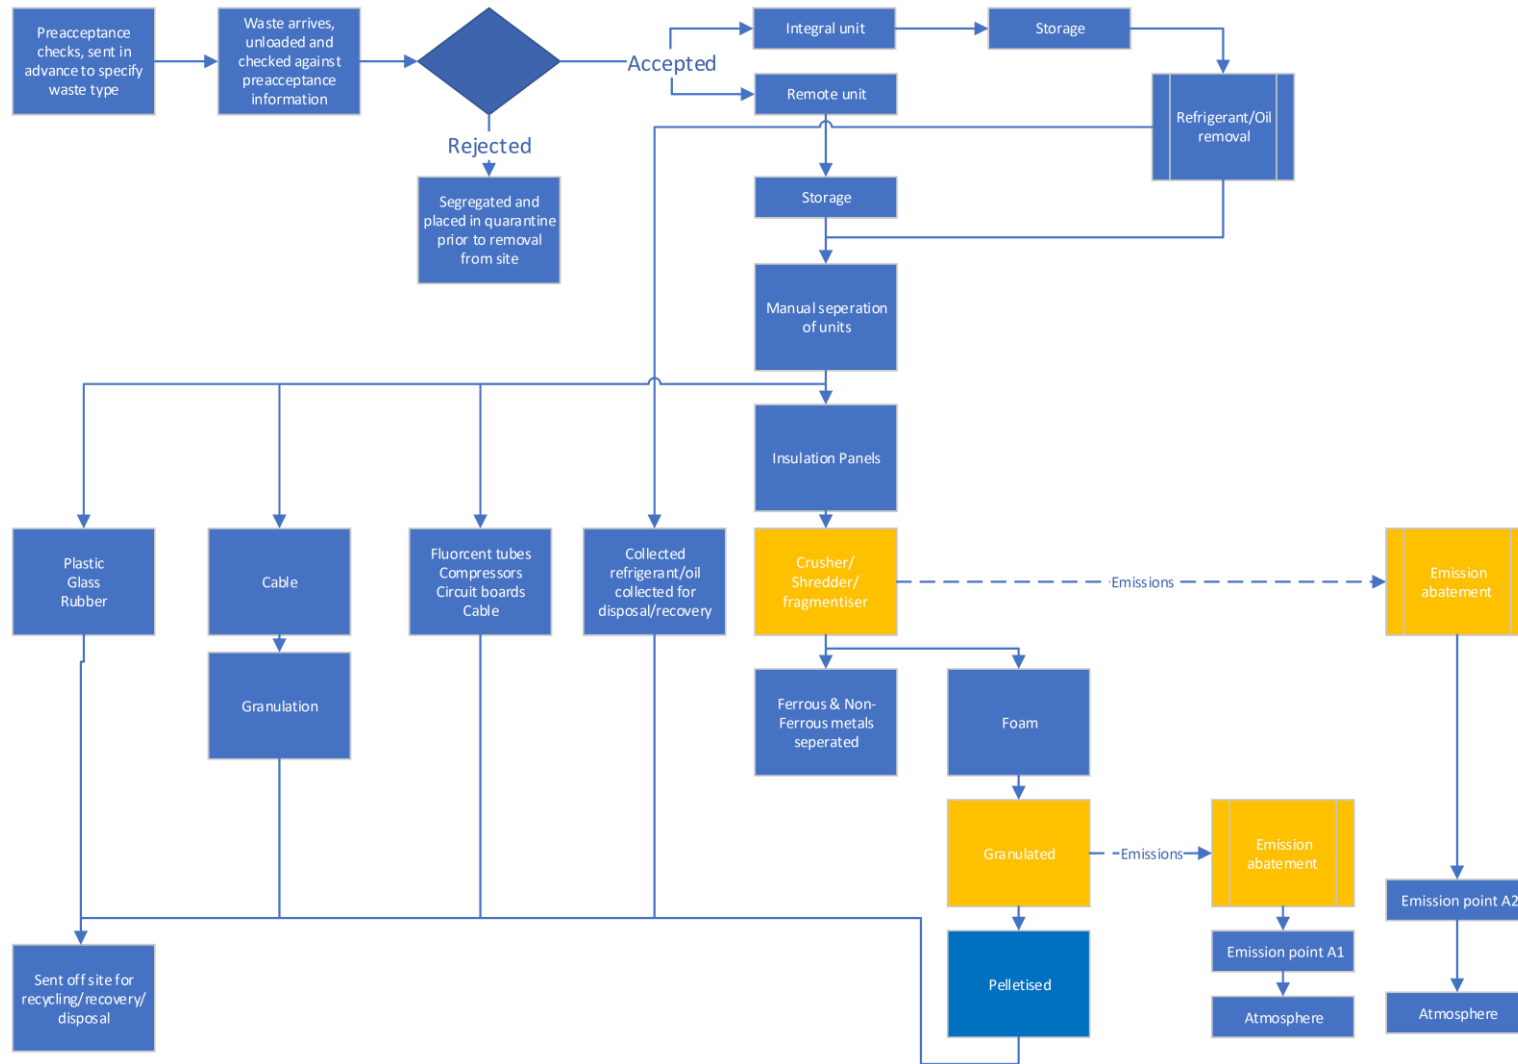 Preacceptance
checks, sent in
advance to specify
waste type
Waste arrives,
unloaded and
checked against
preacceptance
information
Accepted
Rejected
Segregated and
placed in quarantine
prior to removal
from site
Integral unit
Storage
Remote unit
Refrigerant/Oil
removal
Storage
Manual seperation
of units
Insulation Panels
Plastic
Glass
Rubber
Cable
Fluorcent tubes
Compressors
Circuit boards
Cable
Collected
refrigerant/oil
collected for
disposal/recovery
Crusher/
Shredder/
fragmentiser
Emissions
Emission
abatement
Granulation
Ferrous & Non-
Ferrous metals
seperated
Foam
Granulated
Emissions
Emission
abatement
Emission point A2
Emission point A1
Sent off site for
recycling/recovery/
disposal
Pelletised
Atmosphere
Atmosphere